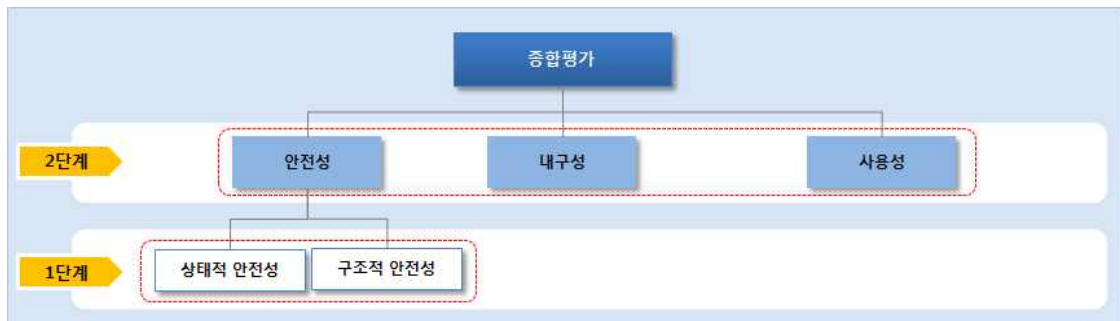 종합평가
2단계
안전성
내구성
사용성
1단계
상태적 안전성
구조적 안전성